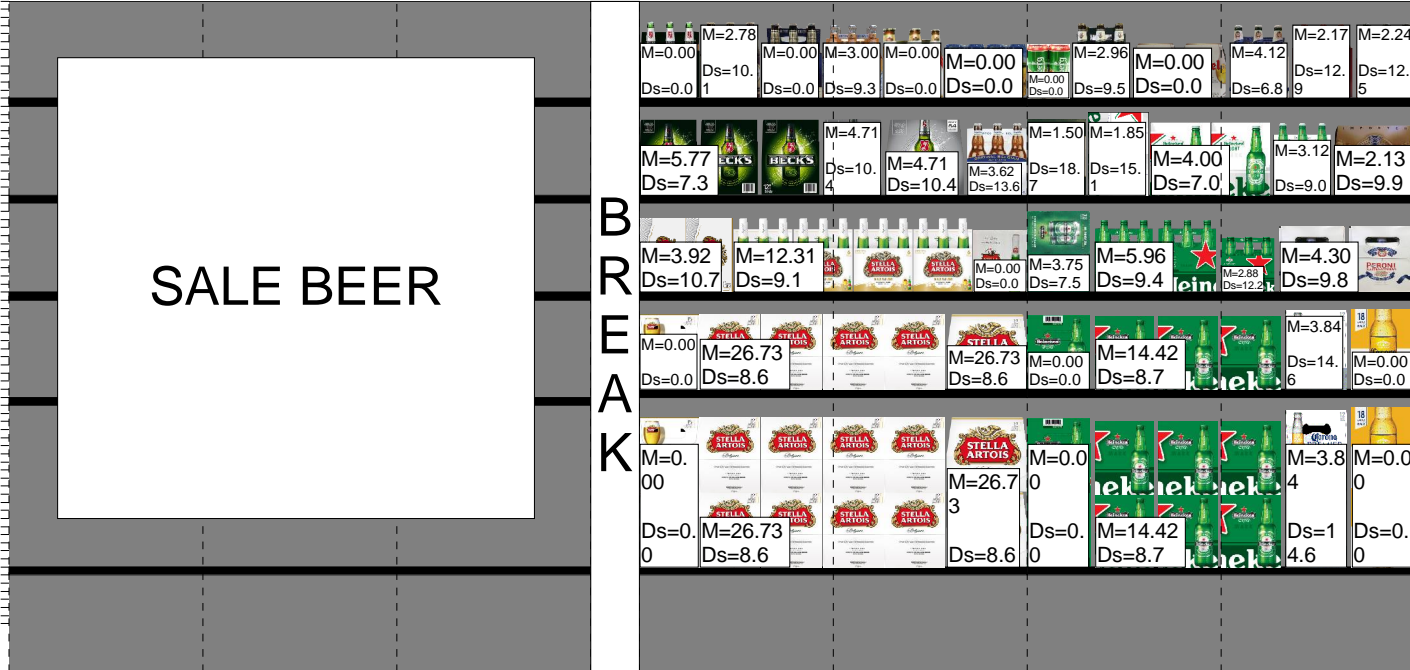 SALE BEER
B
R
E
A
K
M=0.00
Ds=0.0
M=2.78
Ds=10.
1
M=0.00
Ds=0.0
M=3.00
Ds=9.3
M=0.00
Ds=0.0
M=0.00
Ds=0.0
M=0.00
Ds=0.0
M=2.96
Ds=9.5
M=0.00
Ds=0.0
M=4.12
Ds=6.8
M=2.17
Ds=12.
9
M=2.24
Ds=12.
5
M=5.77
Ds=7.3
BECK'S
BECK'S
M=4.71
Ds=10.
4
M=4.71
Ds=10.4
M=3.62
Ds=13.6
M=1.50
Ds=18.
7
M=1.85
Ds=15.
1
M=4.00
Ds=7.0
M=3.12
Ds=9.0
M=2.13
Ds=9.9
M=3.92
Ds=10.7
M=12.31
Ds=9.1
M=0.00
Ds=0.0
M=3.75
Ds=7.5
M=5.96
Ds=9.4
M=2.88
Ds=12.2
M=4.30
Ds=9.8
PERONI
M=0.00
Ds=0.0
M=26.73
Ds=8.6
STELLA
ARTOIS
STELLA
ARTOIS
STELLA
ARTOIS
STELLA
ARTOIS
STELLA
M=26.73
Ds=8.6
Heineken
M=0.00
Ds=0.0
M=14.42
Ds=8.7
eke
neke
M=3.84
Ds=14.
6
18
M=0.00
Ds=0.0
M=0.
00
Ds=0.
0
STELLA
ARTOIS
STELLA
ARTOIS
STELLA
ARTOIS
STELLA
ARTOIS
STELLA
ARTOIS
M=26.73
Ds=8.6
STELLA
ARTOIS
STELLA
ARTOIS
M=26.7
3
Ds=8.6
M=0.0
0
Ds=0.
0
M=14.42
Ds=8.7
eke
neke
Corona
M=3.8
4
Ds=1
4.6
18
M=0.0
0
Ds=0.
0